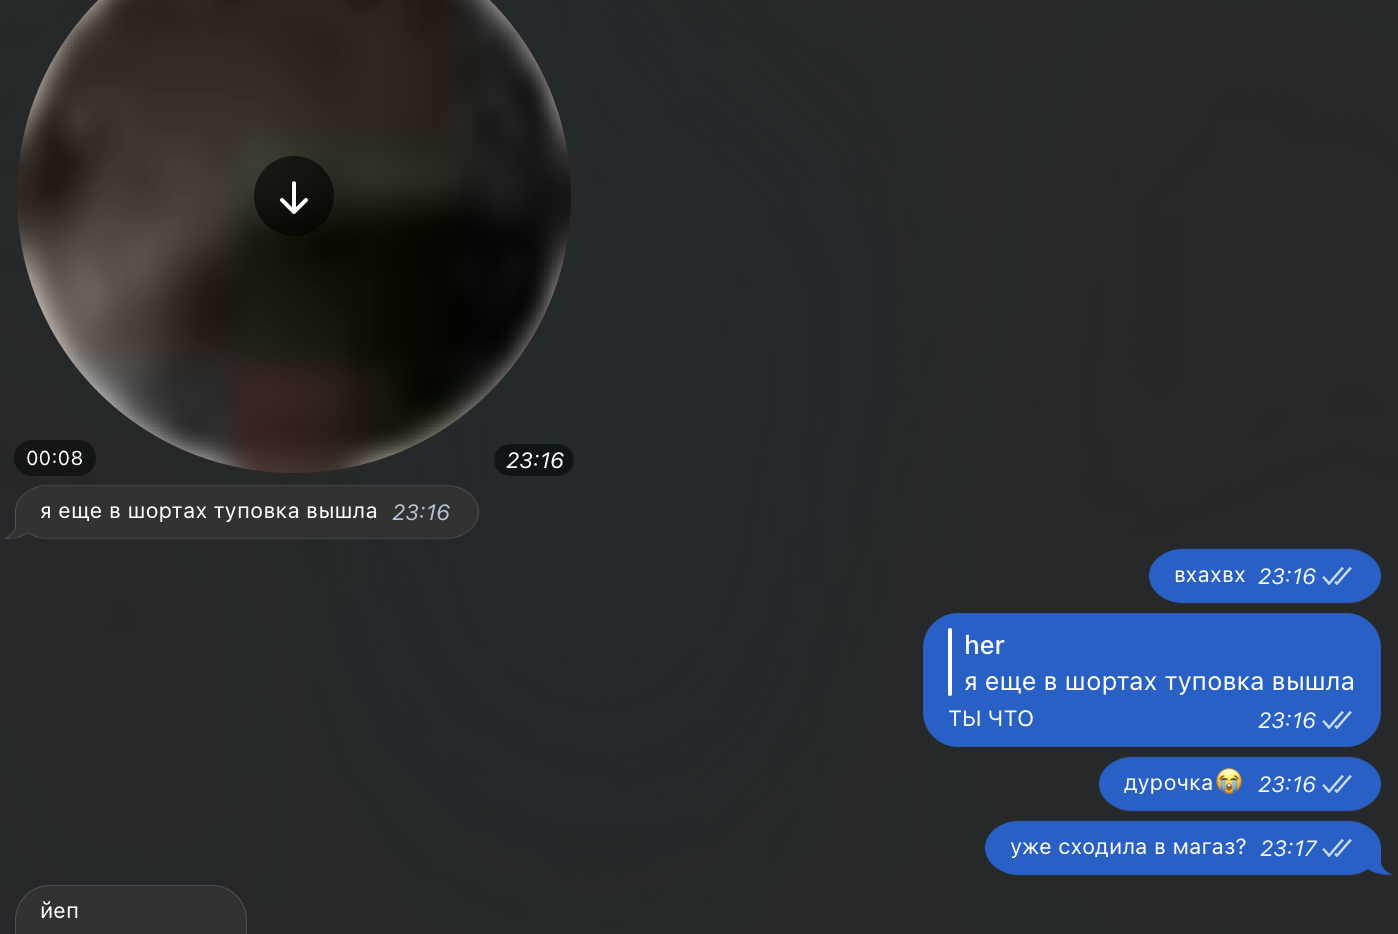 00:08 23:16
я еще в шортах туповка вышла 23:16
вхахвх 23:16
her
я еще в шортах туповка вышла
ТЫ ЧТО 23:16
дурочка😭 23:16
уже сходила в магаз? 23:17
йеп